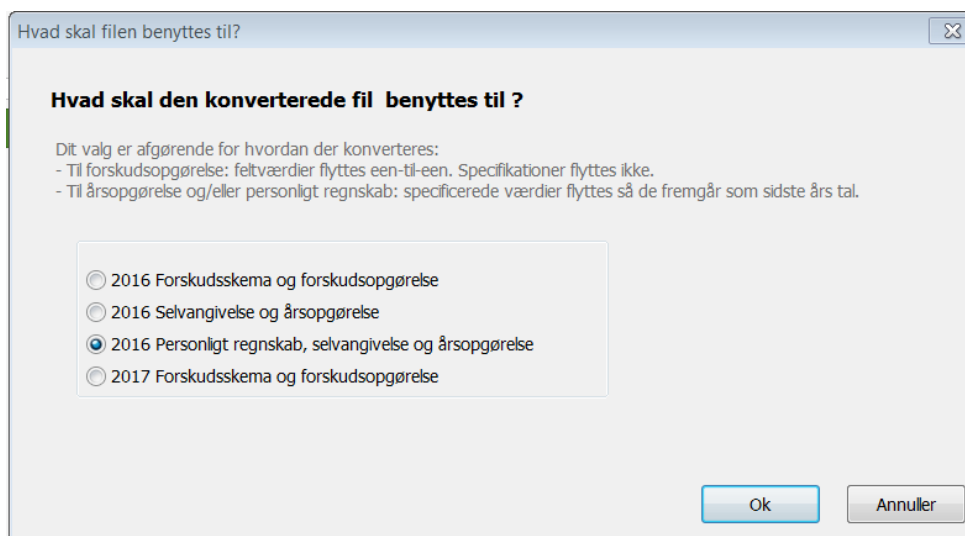 Hvad skal filen benyttes til?
Hvad skal den konverterede fil benyttes til ?
Dit valg er afgørende for hvordan der konverteres:
- Til forskudsopgørelse: feltværdier flyttes een-til-een. Specifikationer flyttes ikke.
- Til årsopgørelse og/eller personligt regnskab: specificerede værdier flyttes så de fremgår som sidste års tal.
2016 Forskudsskema og forskudsopgørelse
2016 Selvangivelse og årsopgørelse
2016 Personligt regnskab, selvangivelse og årsopgørelse
2017 Forskudsskema og forskudsopgørelse
Ok Annuller